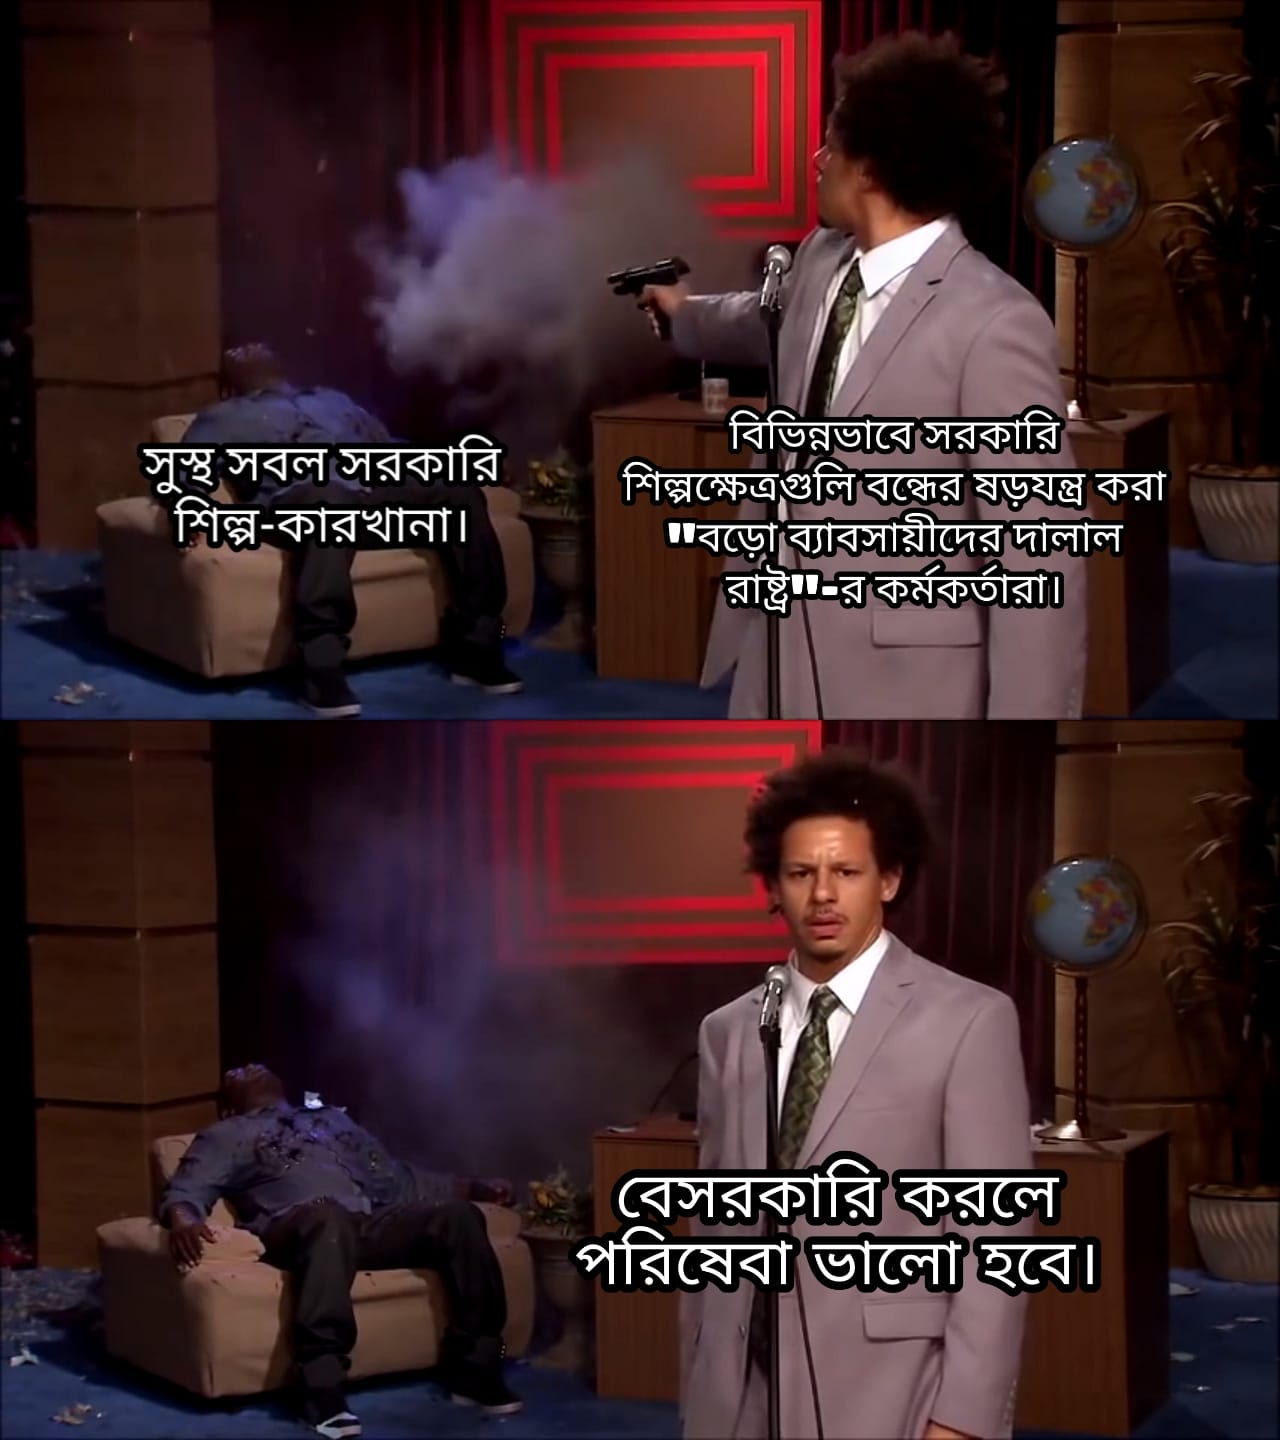 সুস্থ সবল সরকারি
শিল্প-কারখানা।
বিভিন্নভাবে সরকারি
শিল্পক্ষেত্রগুলি বন্ধের ষড়যন্ত্র করা
"বড়ো ব্যাবসায়ীদের দালাল
রাষ্ট্র"-র কর্মকর্তারা।
বেসরকারি করলে
পরিষেবা ভালো হবে।